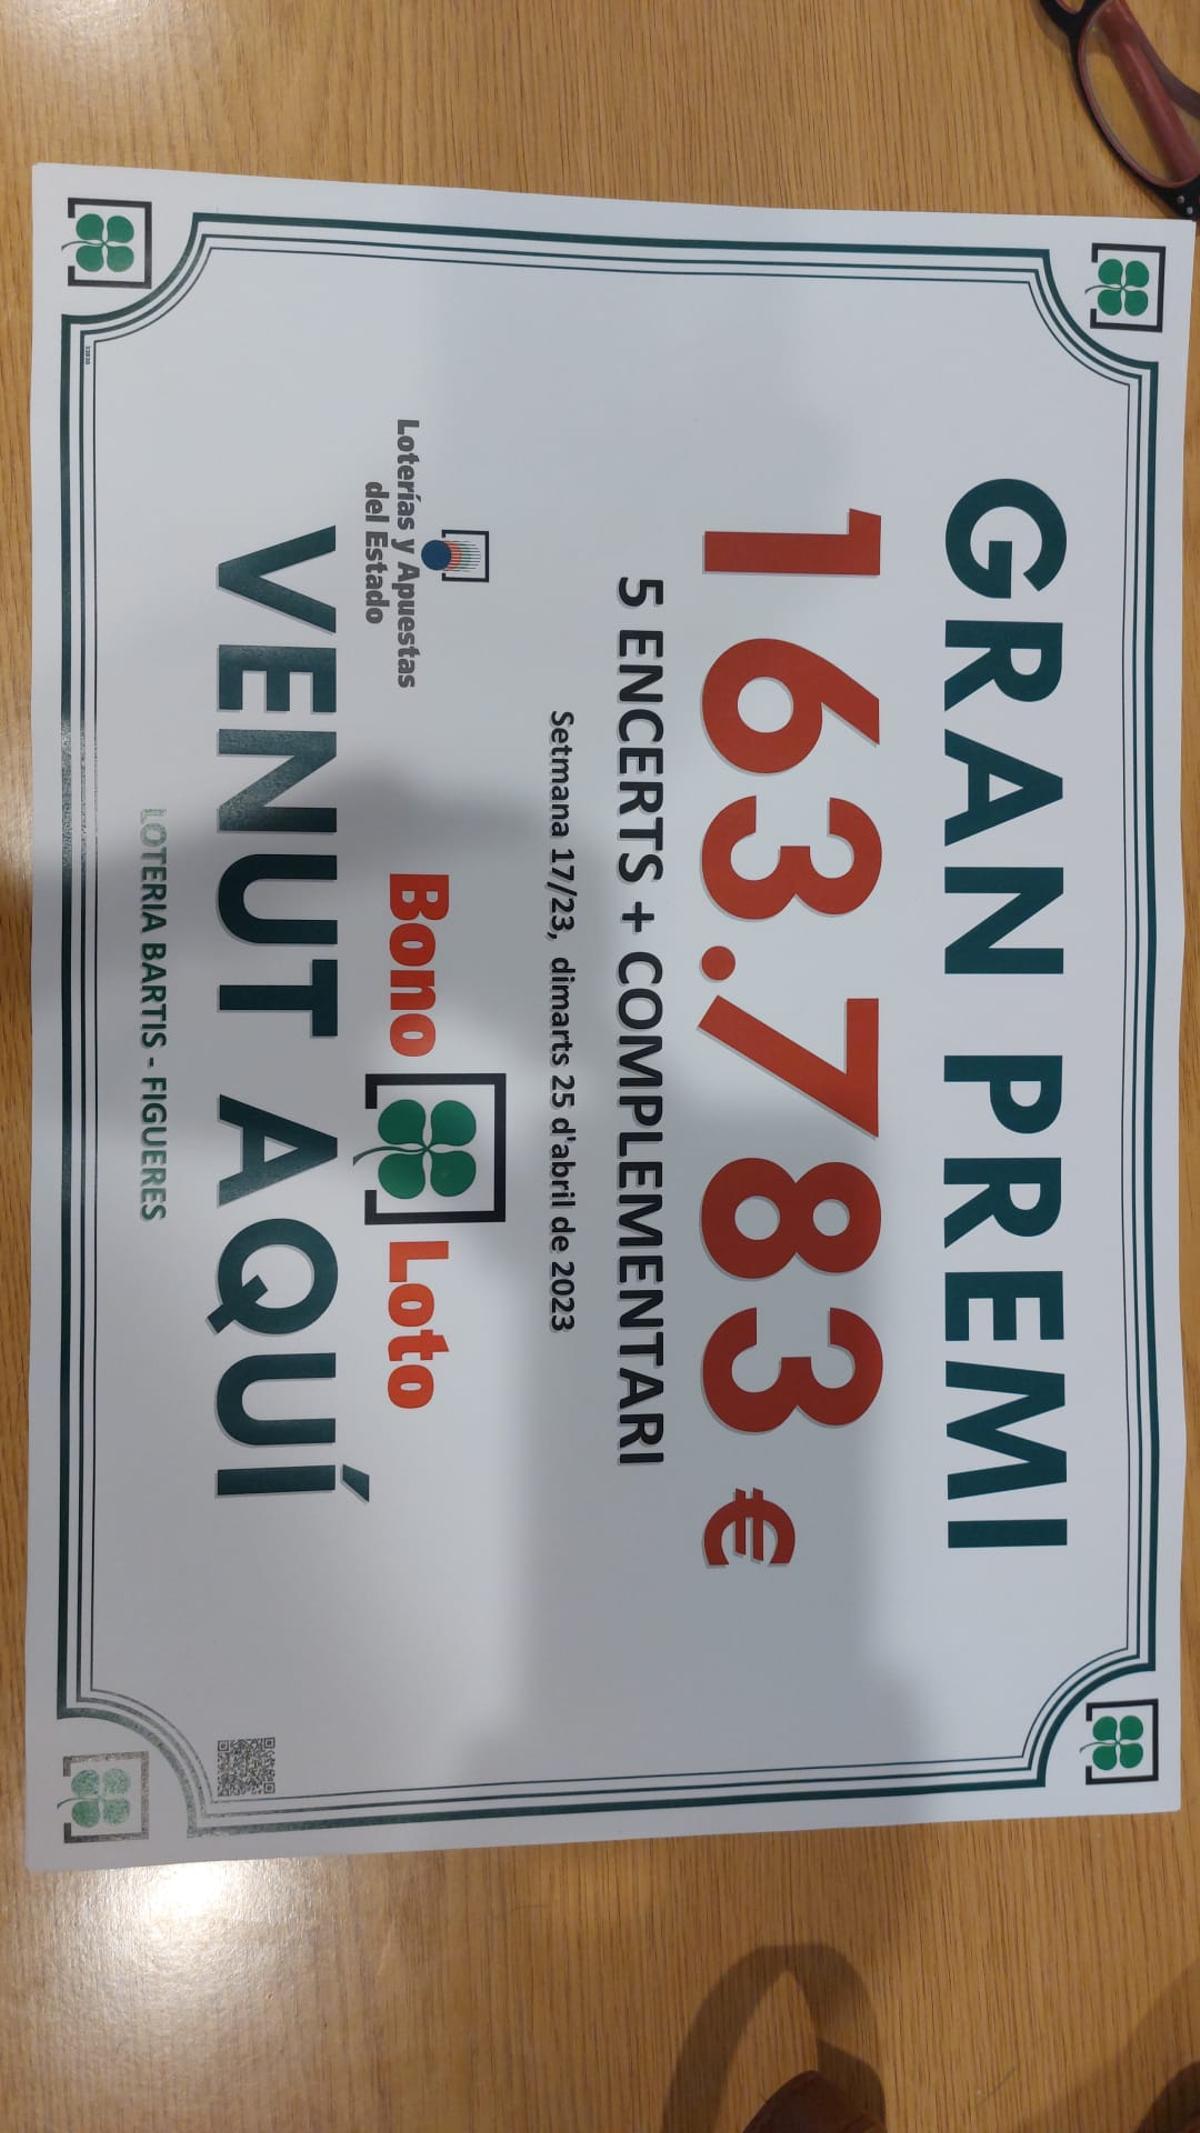 GRAN PREMI
163.783 €
5 ENCERTS + COMPLEMENTARI
Setmana 17/23, dimarts 25 d'abril de 2023
Loterías y Apuestas
del Estado
Bono Loto
VENUT AQUÍ
LOTERIA BARTIS - FIGUERES